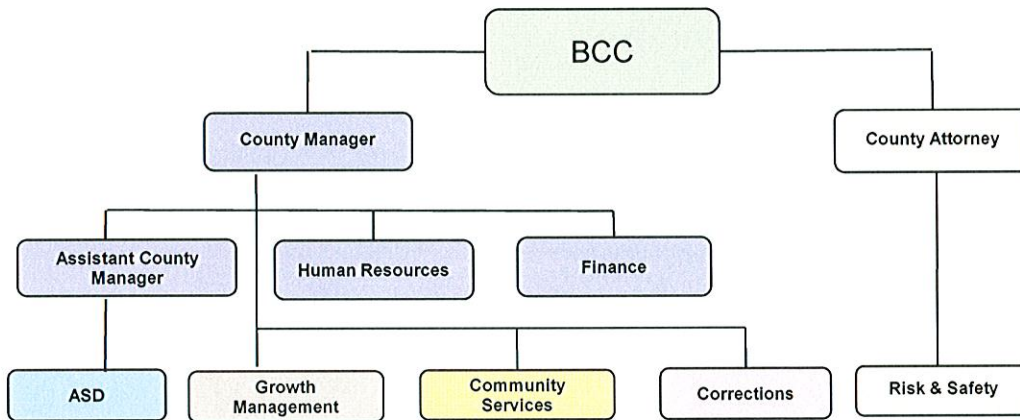 BCC
County Manager
County Attorney
Assistant County
Manager
Human Resources
Finance
ASD
Growth
Management
Community
Services
Corrections
Risk & Safety